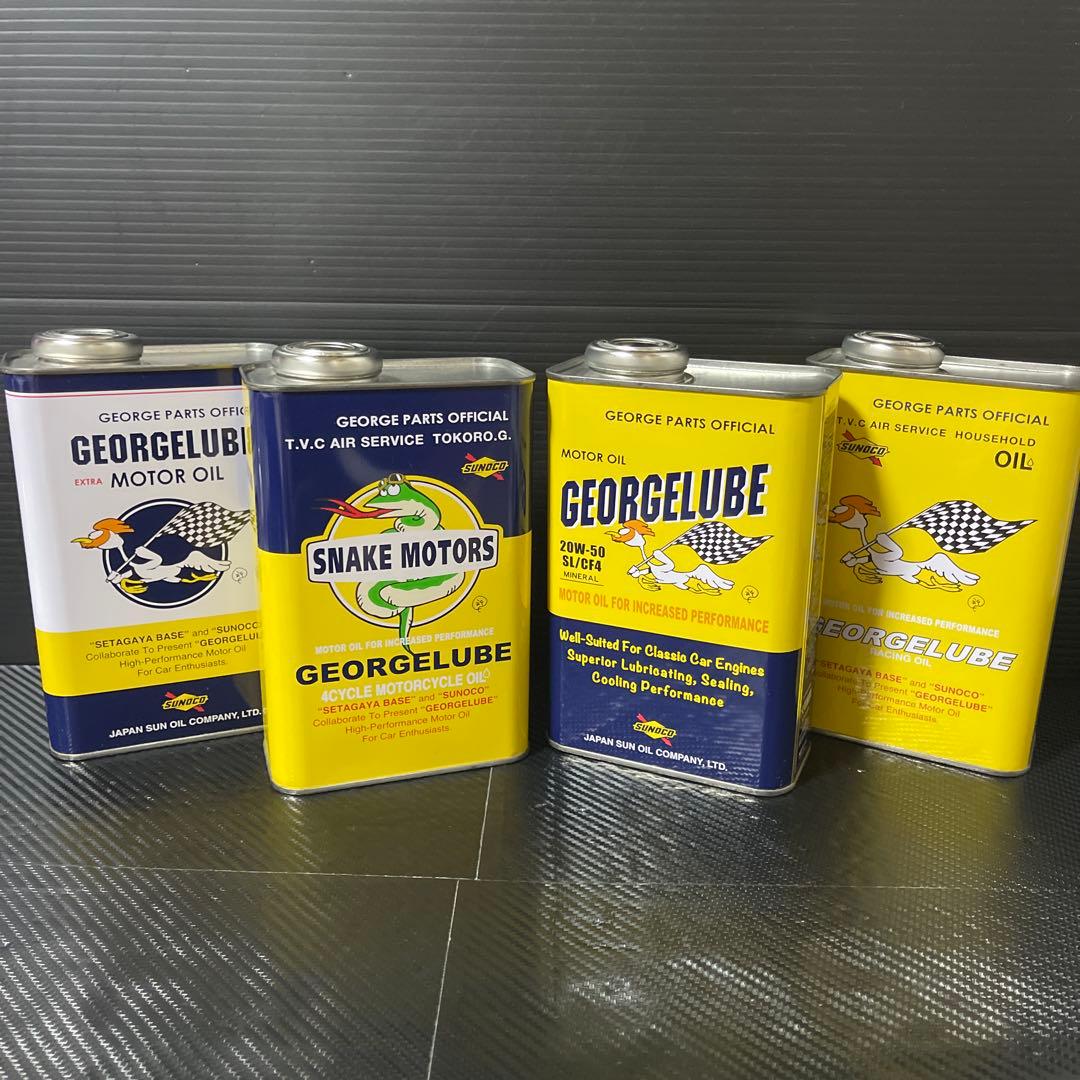 GEORGE PARTS OFFIC
GEORGELUBE
EXTRA MOTOR OIL
"SETAGAYA BASE" and "SUNOCO
Collaborate To Present "GEORGELU
High-Performance Motor Oil
For Car Enthusiasts.
SUNOCO
JAPAN SUN OIL COMPANY, LTD.
GEORGE PARTS OFFICIAL
T.V.C AIR SERVICE TOKORO.G.
SUNOCO
SNAKE MOTORS
MOTOR OIL FOR INCREASED PERFORMANCE
GEORGELUBE
4CYCLE MOTORCYCLE OIL
"SETAGAYA BASE" and "SUNOCO"
Collaborate To Present "GEORGELUBE"
High-Performance Motor Oil
For Car Enthusiasts.
GEORGE PARTS OFFICIAL
MOTOR OIL
GEORGELUBE
20W-50
SL/CF4
MINERAL
MOTOR OIL FOR INCREASED PERFORMANCE
Well-Suited For Classic Car Engines
Superior Lubricating, Sealing,
Cooling Performance
SUNOCO
JAPAN SUN OIL COMPANY, LTD.
GEORGE PARTS OFFICIAL
T.V.C AIR SERVICE HOUSEHOLD
SUNOCO
OIL
MOTOR OIL FOR INCREASED PERFORMANCE
GEORGELUBE
RACING OIL
"SETAGAYA BASE" and "SUNOCO"
Collaborate To Present "GEORGELUBE"
High-Performance Motor Oil
For Car Enthusiasts.